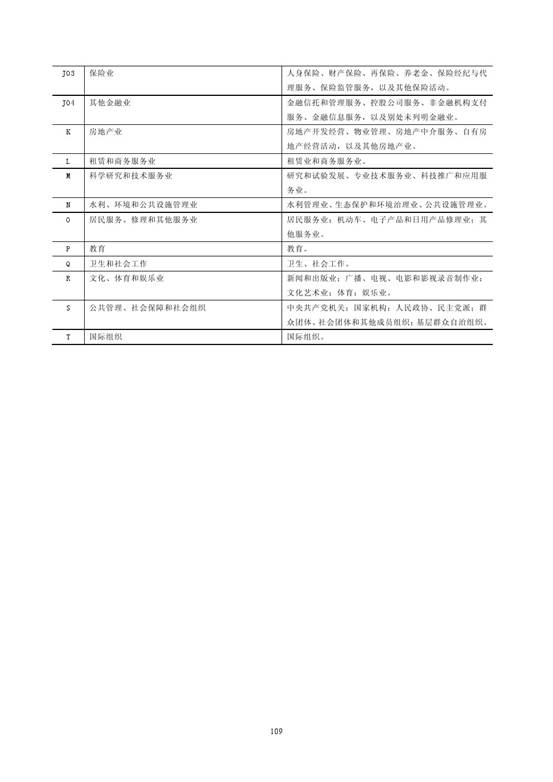 J03 保险业 人身保险、财产保险、再保险、养老金、保险经纪与代
理服务、保险监管服务，以及其他保险活动。
J04 其他金融业 金融信托和管理服务、控股公司服务、非金融机构支付
服务、金融信息服务，以及别处未列明金融业。
K 房地产业 房地产开发经营、物业管理、房地产中介服务、自有房
地产经营活动，以及其他房地产业。
L 租赁和商务服务业 租赁业和商务服务业。
M 科学研究和技术服务业 研究和试验发展、专业技术服务业、科技推广和应用服
务业。
N 水利、环境和公共设施管理业 水利管理业、生态保护和环境治理业、公共设施管理业。
O 居民服务、修理和其他服务业 居民服务业；机动车、电子产品和日用产品修理业；其
他服务业。
P 教育 教育。
Q 卫生和社会工作 卫生、社会工作。
R 文化、体育和娱乐业 新闻和出版业；广播、电视、电影和影视录音制作业；
文化艺术业；体育；娱乐业。
S 公共管理、社会保障和社会组织 中央共产党机关；国家机构；人民政协、民主党派；群
众团体、社会团体和其他成员组织；基层群众自治组织。
T 国际组织 国际组织。
109